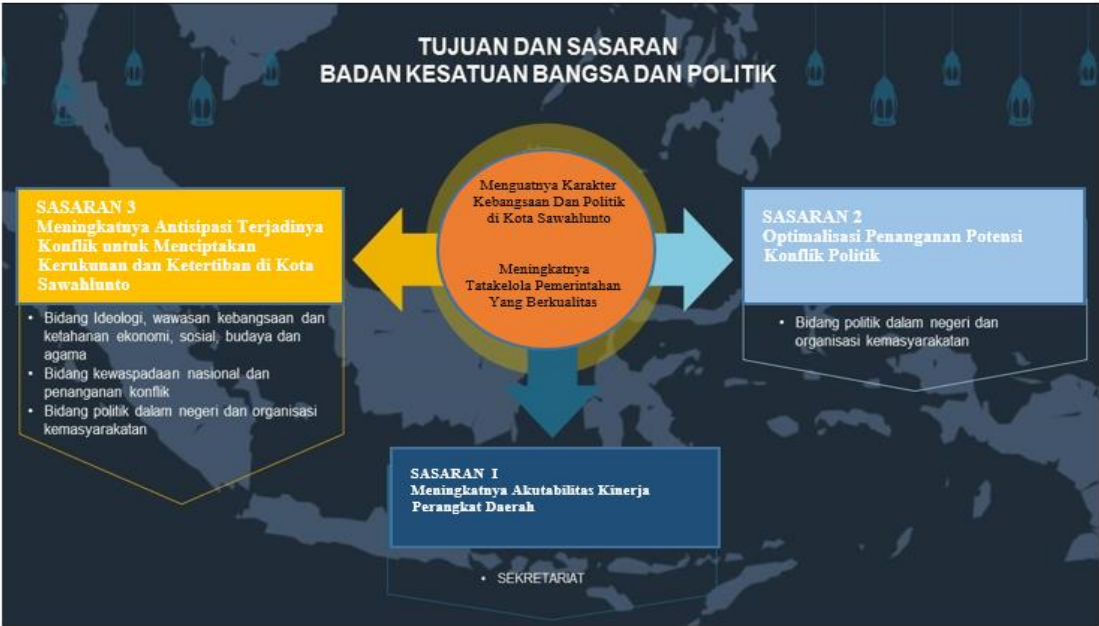 TUJUAN DAN SASARAN
BADAN KESATUAN BANGSA DAN POLITIK
Menguatnya Karakter
Kebangsaan Dan Politik
di Kota Sawahlunto
Meningkatnya
Tatakelola Pemerintahan
Yang Berkualitas
SASARAN 3
Meningkatnya Antisipasi Terjadinya
Konflik untuk Menciptakan
Kerukunan dan Ketertiban di Kota
Sawahlunto
• Bidang Ideologi, wawasan kebangsaan dan
ketahanan ekonomi, sosial, budaya dan
agama
• Bidang kewaspadaan nasional dan
penanganan konflik
• Bidang politik dalam negeri dan organisasi
kemasyarakatan
SASARAN 2
Optimalisasi Penanganan Potensi
Konflik Politik
• Bidang politik dalam negeri dan
organisasi kemasyarakatan
SASARAN I
Meningkatnya Akutabilitas Kinerja
Perangkat Daerah
• SEKRETARIAT